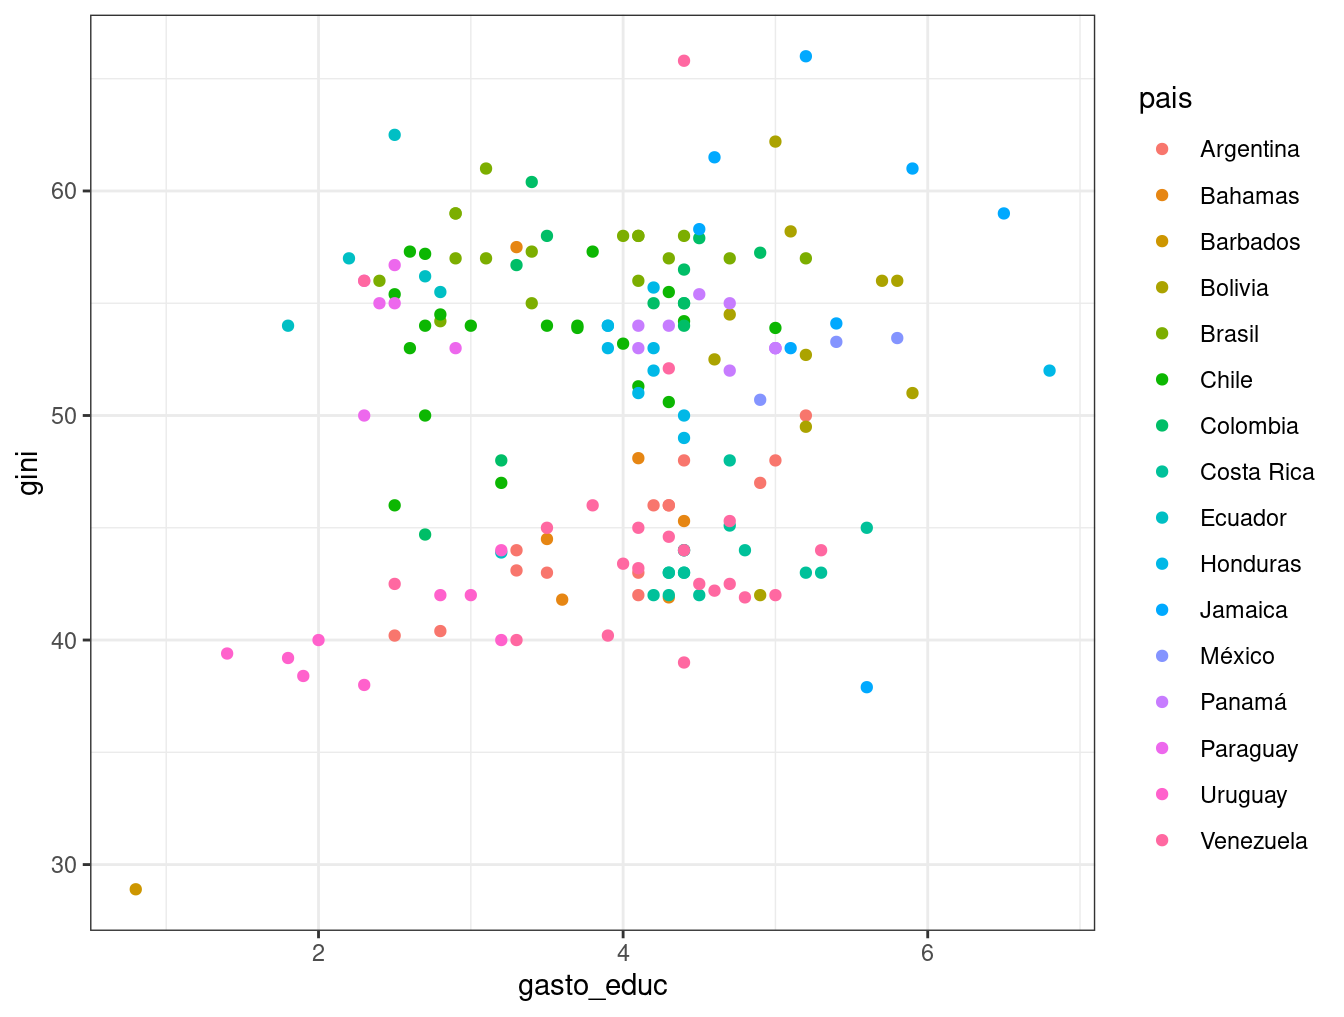 pais
Argentina
Bahamas
Barbados
Bolivia
Brasil
Chile
Colombia
Costa Rica
Ecuador
Honduras
Jamaica
México
Panamá
Paraguay
Uruguay
Venezuela
60
50
40
30
gini
2 4 6
gasto_educ